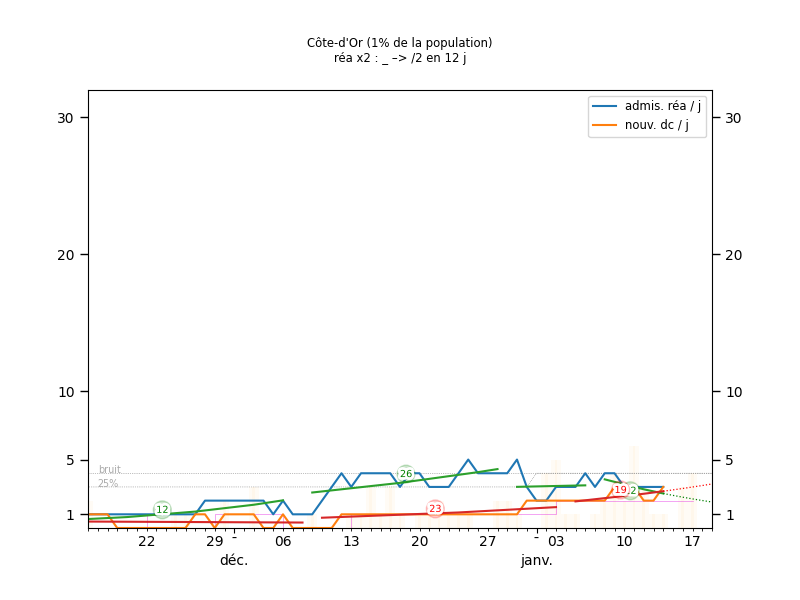 Côte-d'Or (1% de la population)
réa x2 : _ –> /2 en 12 j
admis. réa / j
nouv. dc / j
30 30
20 20
10 10
5 5
1 1
bruit
25%
12
26
23
19
22 29 - 06 13 20 27 - 03 10 17
déc. janv.